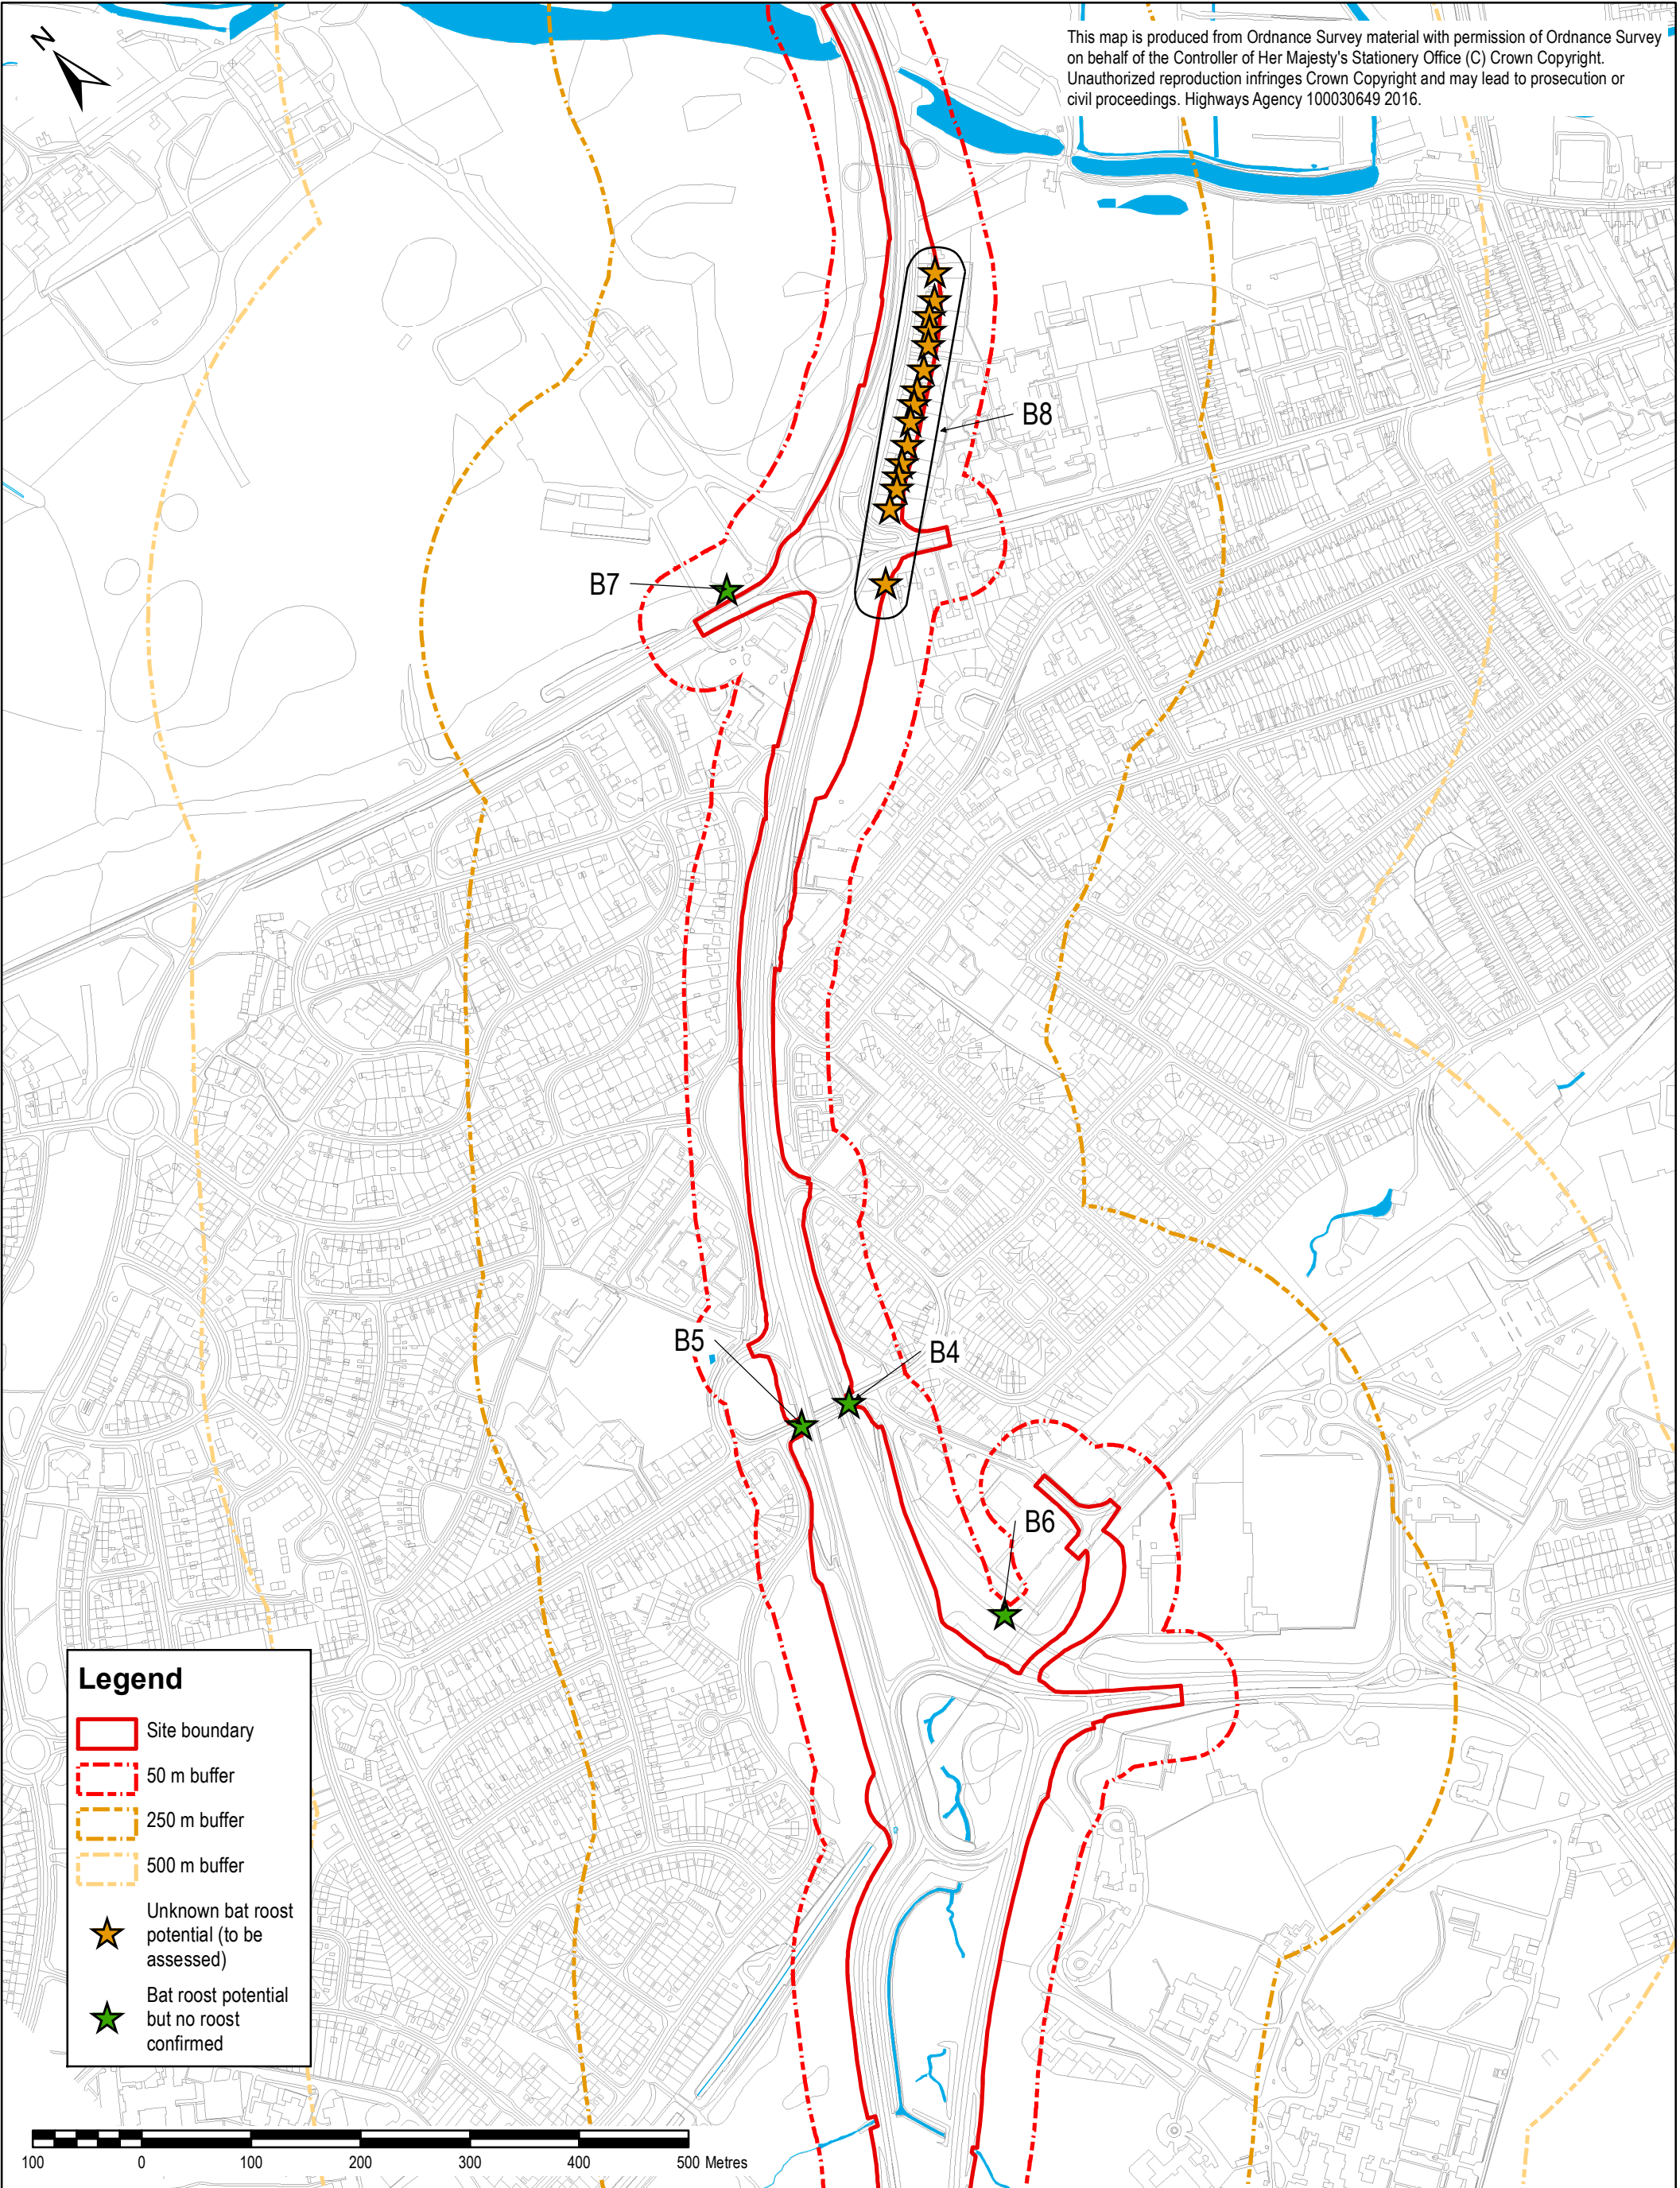 N
This map is produced from Ordnance Survey material with permission of Ordnance Survey
on behalf of the Controller of Her Majesty's Stationery Office (C) Crown Copyright.
Unauthorized reproduction infringes Crown Copyright and may lead to prosecution or
civil proceedings. Highways Agency 100030649 2016.
B8
B7
B5
B4
B6
Legend
Site boundary
50 m buffer
250 m buffer
500 m buffer
Unknown bat roost
potential (to be
assessed)
Bat roost potential
but no roost
confirmed
100 0 100 200 300 400 500 Metres